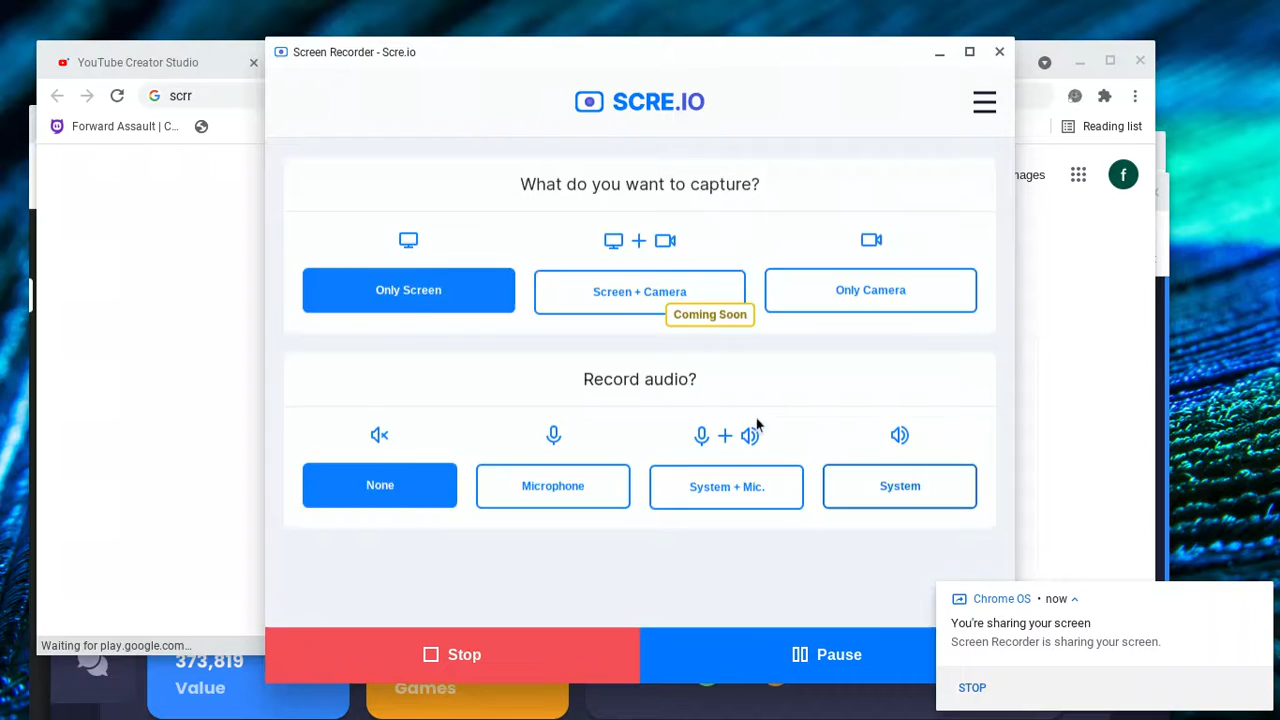 YouTube Creator Studio
Screen Recorder - Scre.io
scrr
SCRE.IO
Forward Assault | C...
Reading list
What do you want to capture?
mages
f
Only Screen
Screen + Camera
Only Camera
Coming Soon
Record audio?
None
Microphone
System + Mic.
System
Chrome OS • now
You're sharing your screen
Screen Recorder is sharing your screen.
Waiting for play.google.com...
Stop
Pause
373,819
Value
Games
STOP